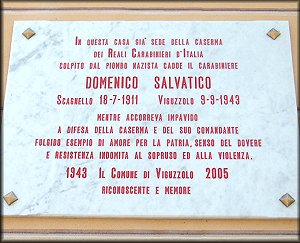 In questa casa già sede della caserma
dei Reali Carabinieri d'Italia
colpito dal piombo nazista cadde il carabiniere
DOMENICO SALVATICO
Scagnello 18-7-1911 Viguzzolo 9-9-1943
mentre accorreva impavido
a difesa della caserma e del suo comandante
fulgido esempio di amore per la patria, senso del dovere
e resistenza indomita al sopruso ed alla violenza.
1943 Il Comune di Viguzzolo 2005
riconoscente e memore